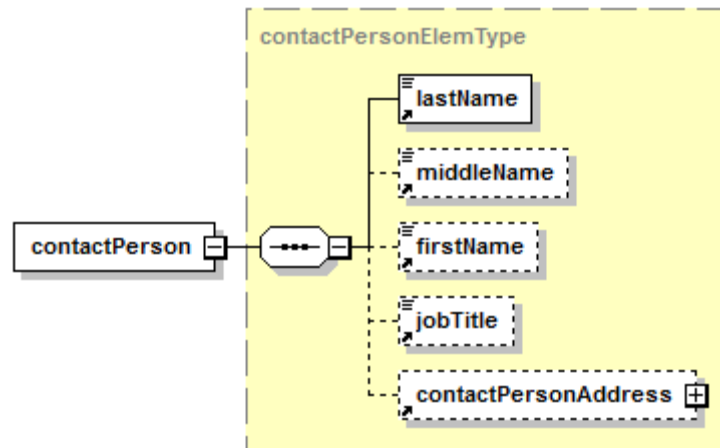 contactPersonElemType
lastName
middleName
contactPerson
firstName
jobTitle
contactPersonAddress